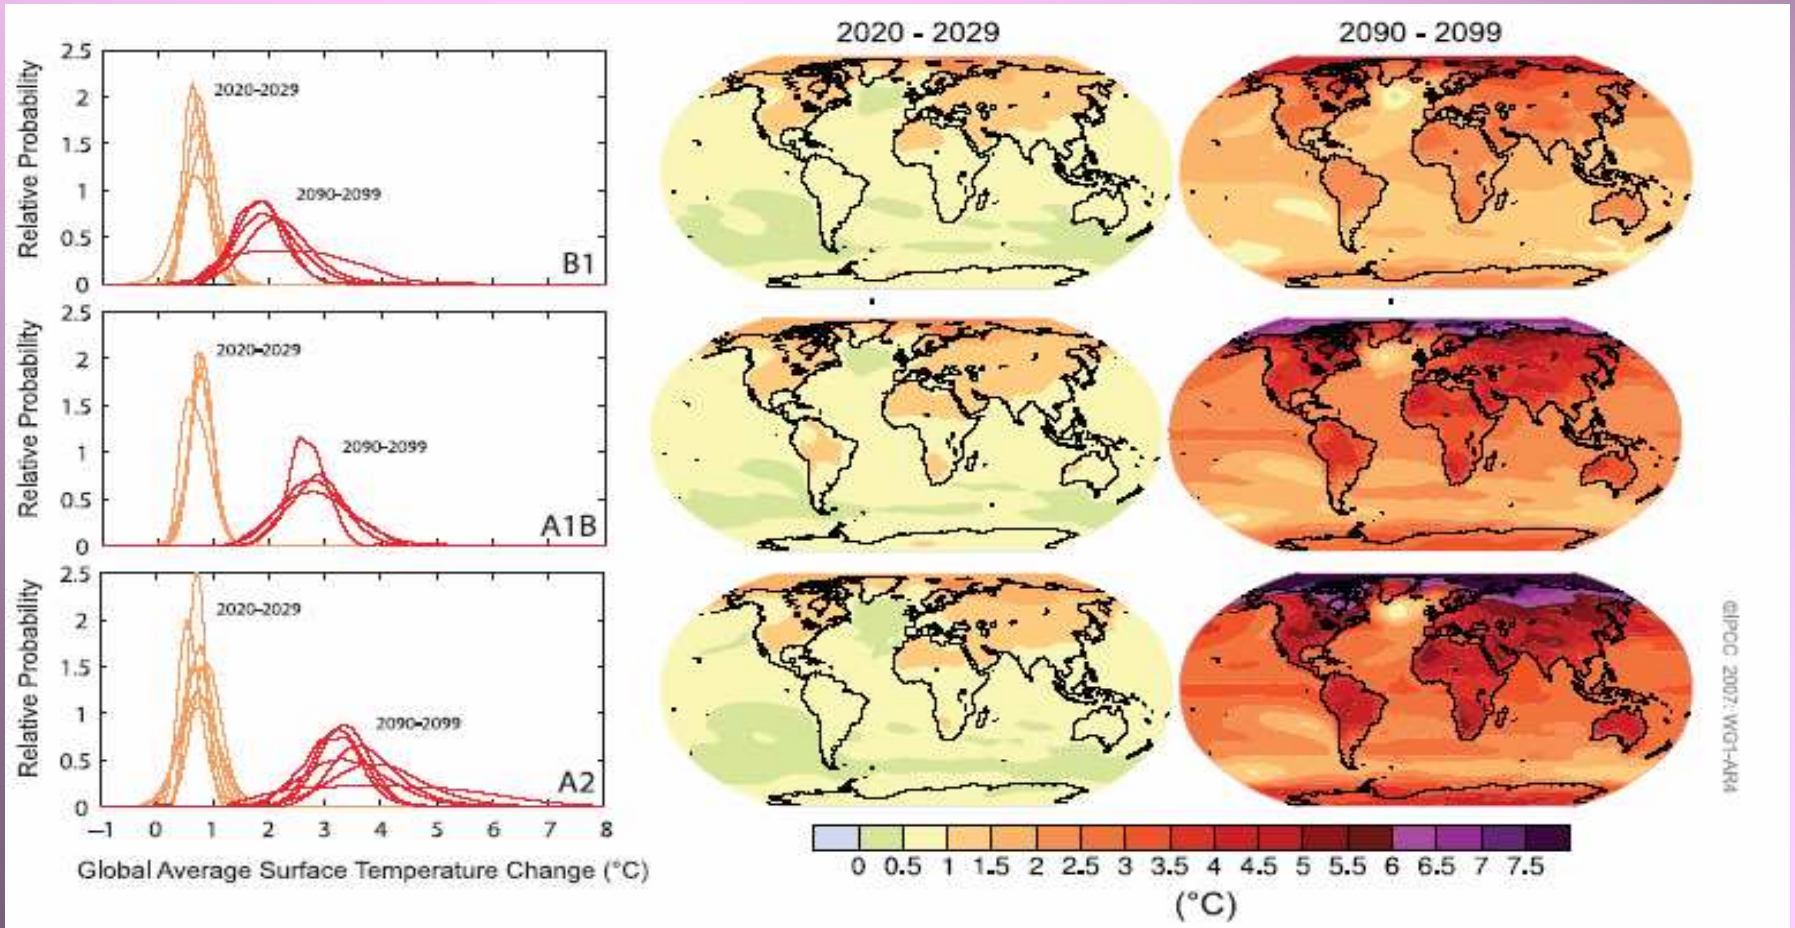 2020 - 2029
2090 - 2099
Relative Probability
2.5
2
1.5
1
0.5
0
2020-2029
2090-2099
B1
Relative Probability
2.5
2
1.5
1
0.5
0
2020-2029
2090-2099
A1B
Relative Probability
2.5
2
1.5
1
0.5
0
2020-2029
2090-2099
A2
–1 0 1 2 3 4 5 6 7 8
Global Average Surface Temperature Change (°C)
0 0.5 1 1.5 2 2.5 3 3.5 4 4.5 5 5.5 6 6.5 7 7.5
(°C)
©IPCC 2007: WG1-AR4